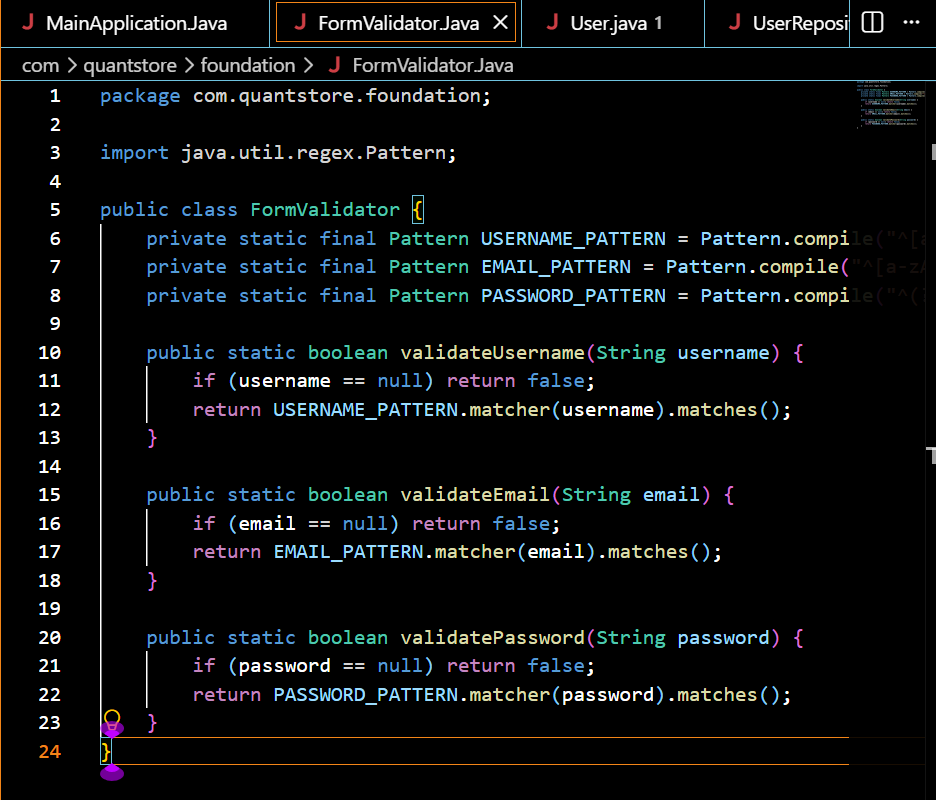 MainApplication.Java FormValidator.Java User.java 1
com quantstore foundation FormValidator.Java
1 package com.quantstore.foundation;
2
3 import java.util.regex.Pattern;
4
5 public class FormValidator {
6 private static final Pattern USERNAME_PATTERN = Pattern.compile("^[a
7 private static final Pattern EMAIL_PATTERN = Pattern.compile("^[a-zA
8 private static final Pattern PASSWORD_PATTERN = Pattern.compile("^(
9
10 public static boolean validateUsername(String username) {
11 if (username == null) return false;
12 return USERNAME_PATTERN.matcher(username).matches();
13 }
14
15 public static boolean validateEmail(String email) {
16 if (email == null) return false;
17 return EMAIL_PATTERN.matcher(email).matches();
18 }
19
20 public static boolean validatePassword(String password) {
21 if (password == null) return false;
22 return PASSWORD_PATTERN.matcher(password).matches();
23 }
24 }